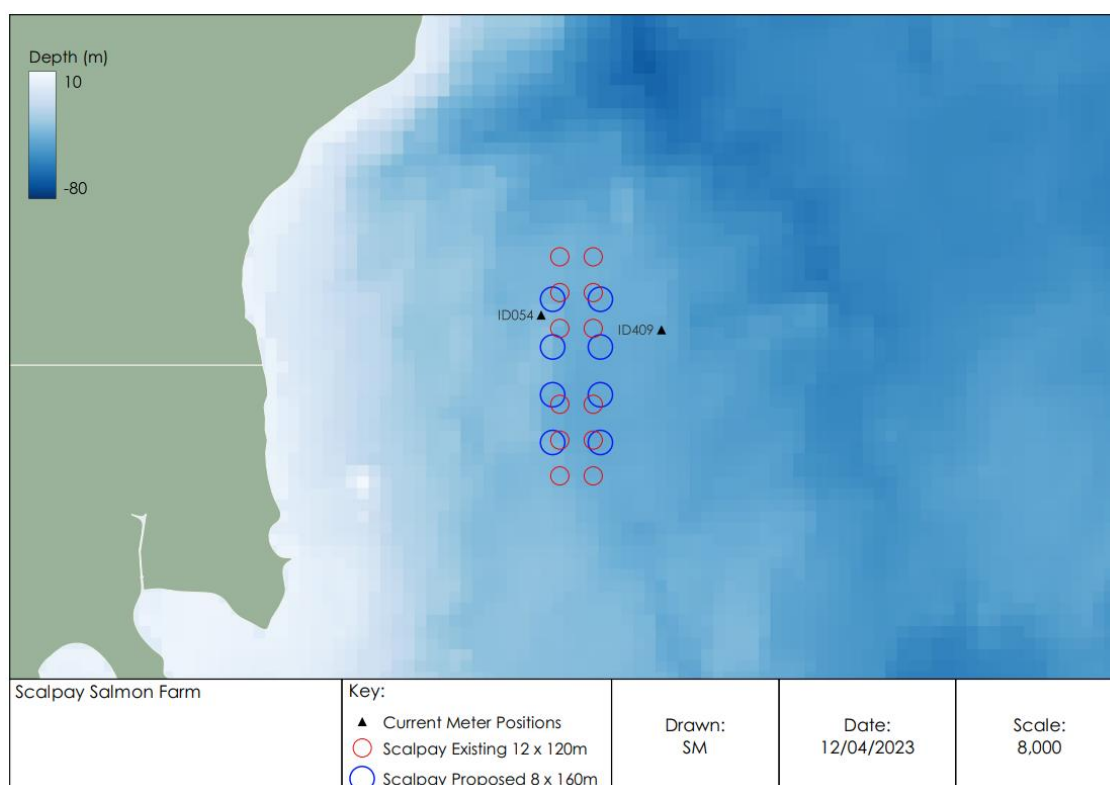 Depth (m)
10
-80
ID054
ID409
Scalpay Salmon Farm
Key:
Current Meter Positions
Scalpay Existing 12 x 120m
Scalpay Proposed 8 x 160m
Drawn:
SM
Date:
12/04/2023
Scale:
8,000